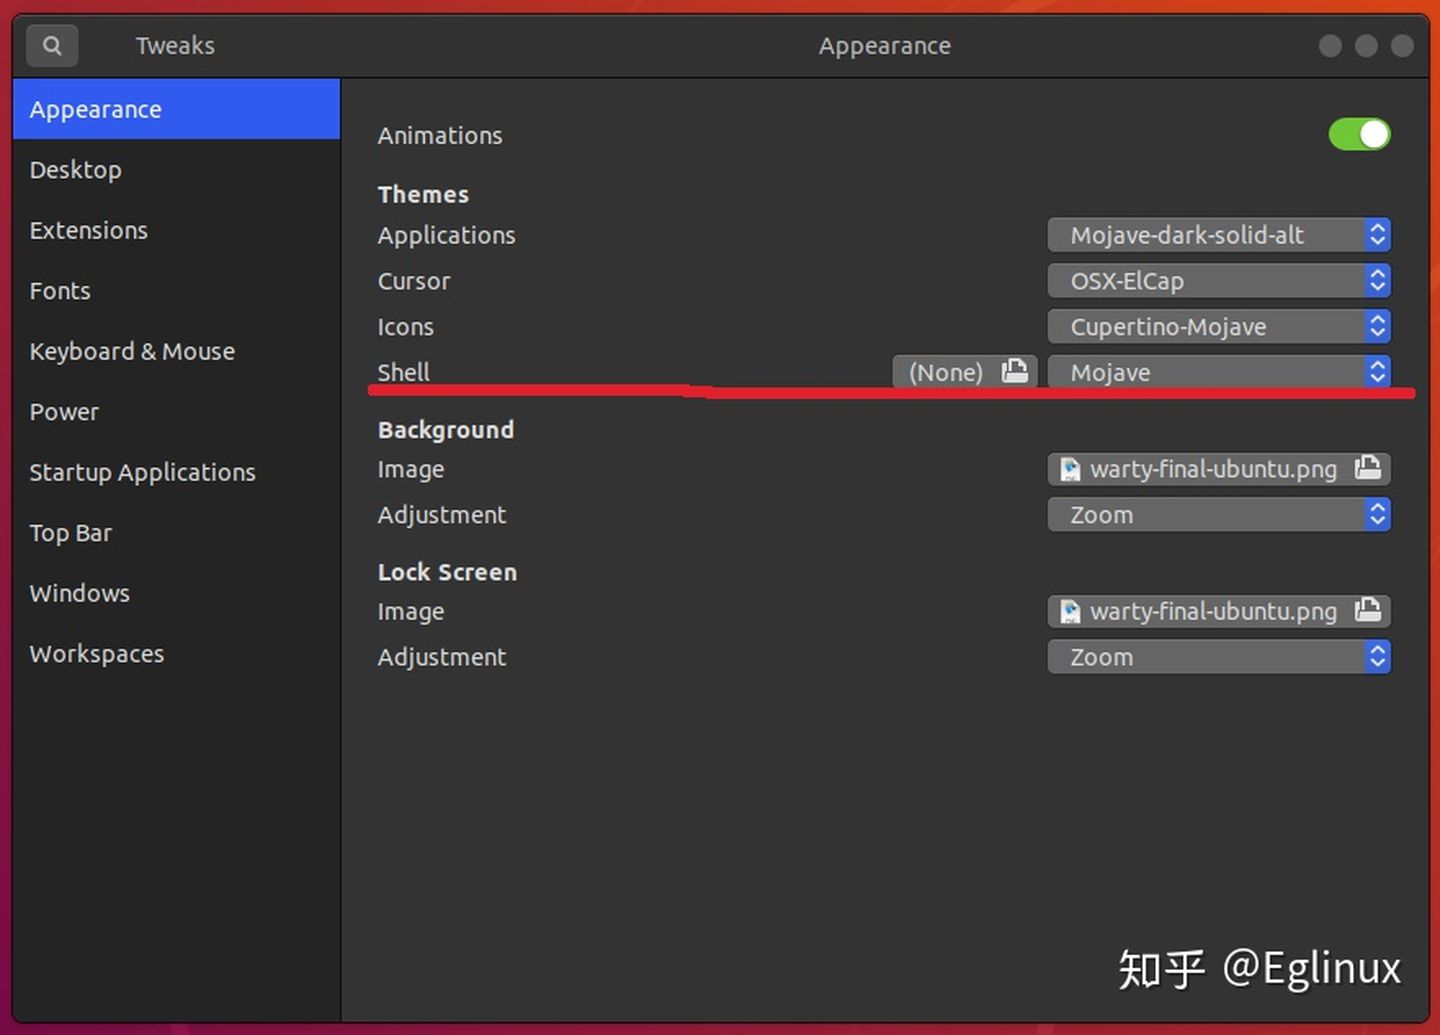 Tweaks
Appearance
Appearance
Desktop
Extensions
Fonts
Keyboard & Mouse
Power
Startup Applications
Top Bar
Windows
Workspaces
Animations
Themes
Applications Mojave-dark-solid-alt
Cursor OSX-ElCap
Icons Cupertino-Mojave
Shell (None) Mojave
Background
Image warty-final-ubuntu.png
Adjustment Zoom
Lock Screen
Image warty-final-ubuntu.png
Adjustment Zoom
知乎 @Eglinux